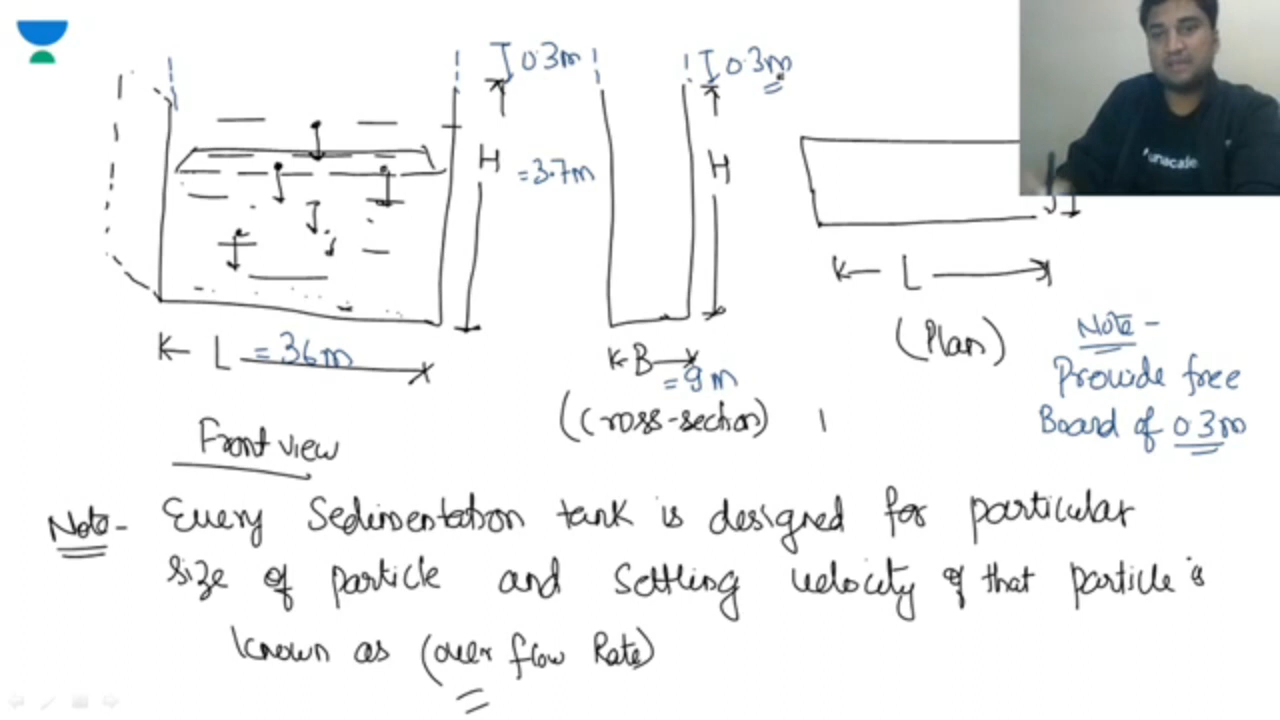 0.3m
0.3m
H
= 3.7m
H
L = 36m
B
= 9m
L
(Plan)
(Cross-section)
Front view
Note -
Provide free
Board of 0.3m
unacade
Note - Every Sedimentation tank is designed for particular
size of particle and settling velocity of that particle is
known as (over flow Rate)